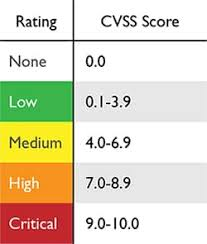 Rating CVSS Score
None 0.0
Low 0.1-3.9
Medium 4.0-6.9
High 7.0-8.9
Critical 9.0-10.0